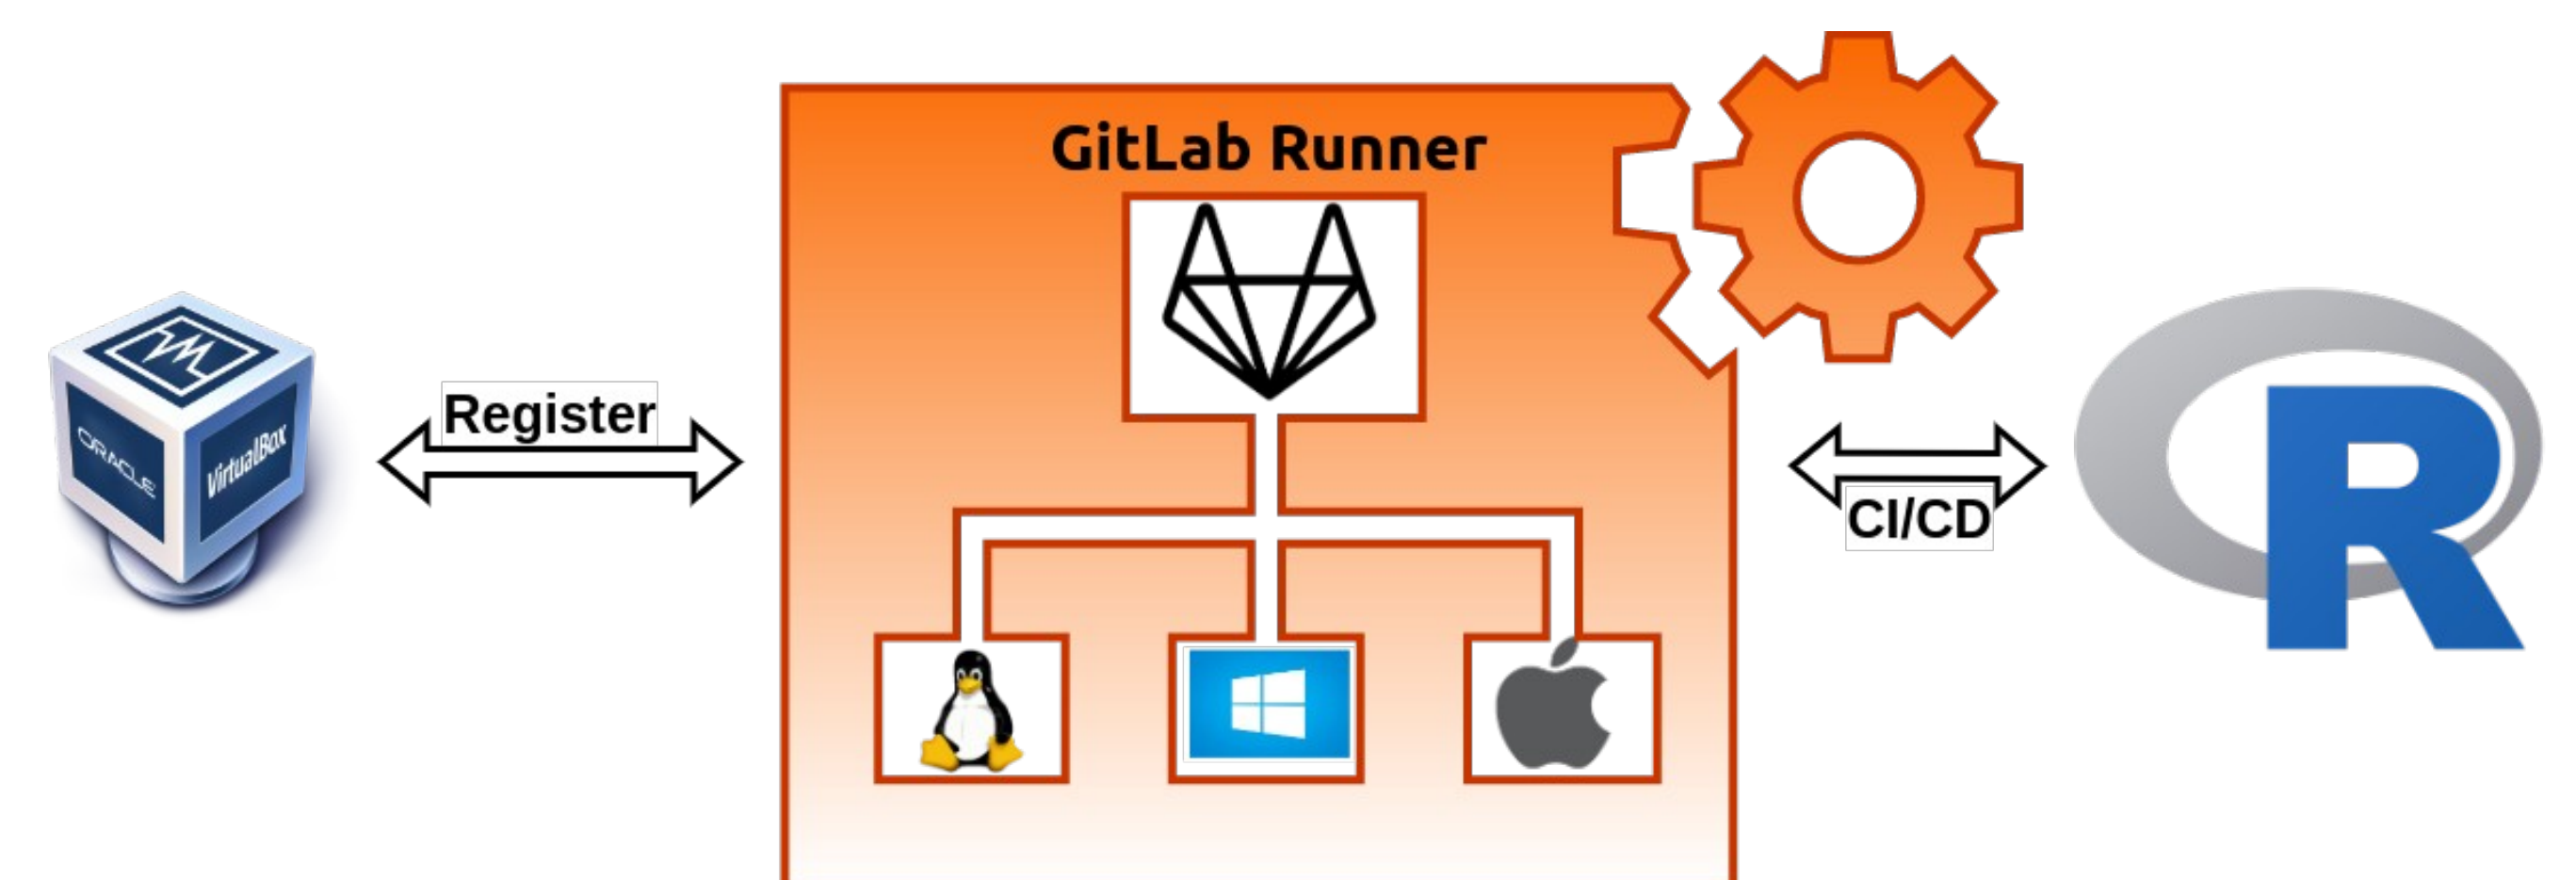 GitLab Runner
Register
ORACLE
VirtualBox
CI/CD
R